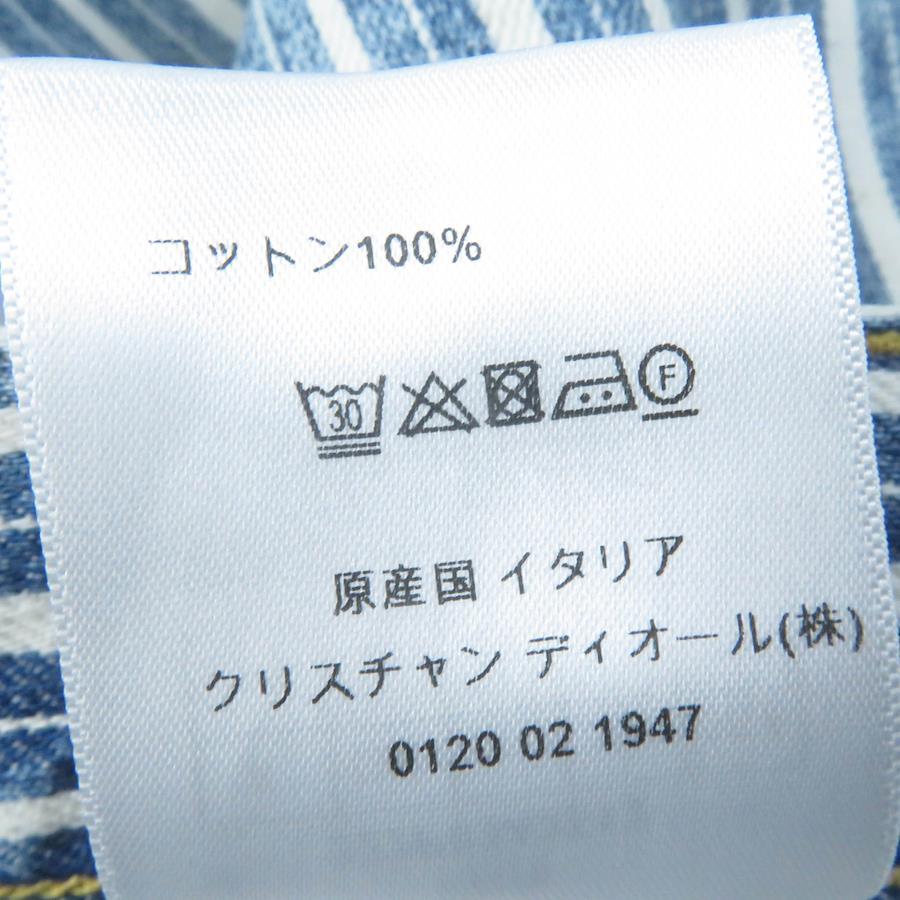 コットン100%
30 F
原産国 イタリア
クリスチャン ディオール(株)
0120 02 1947